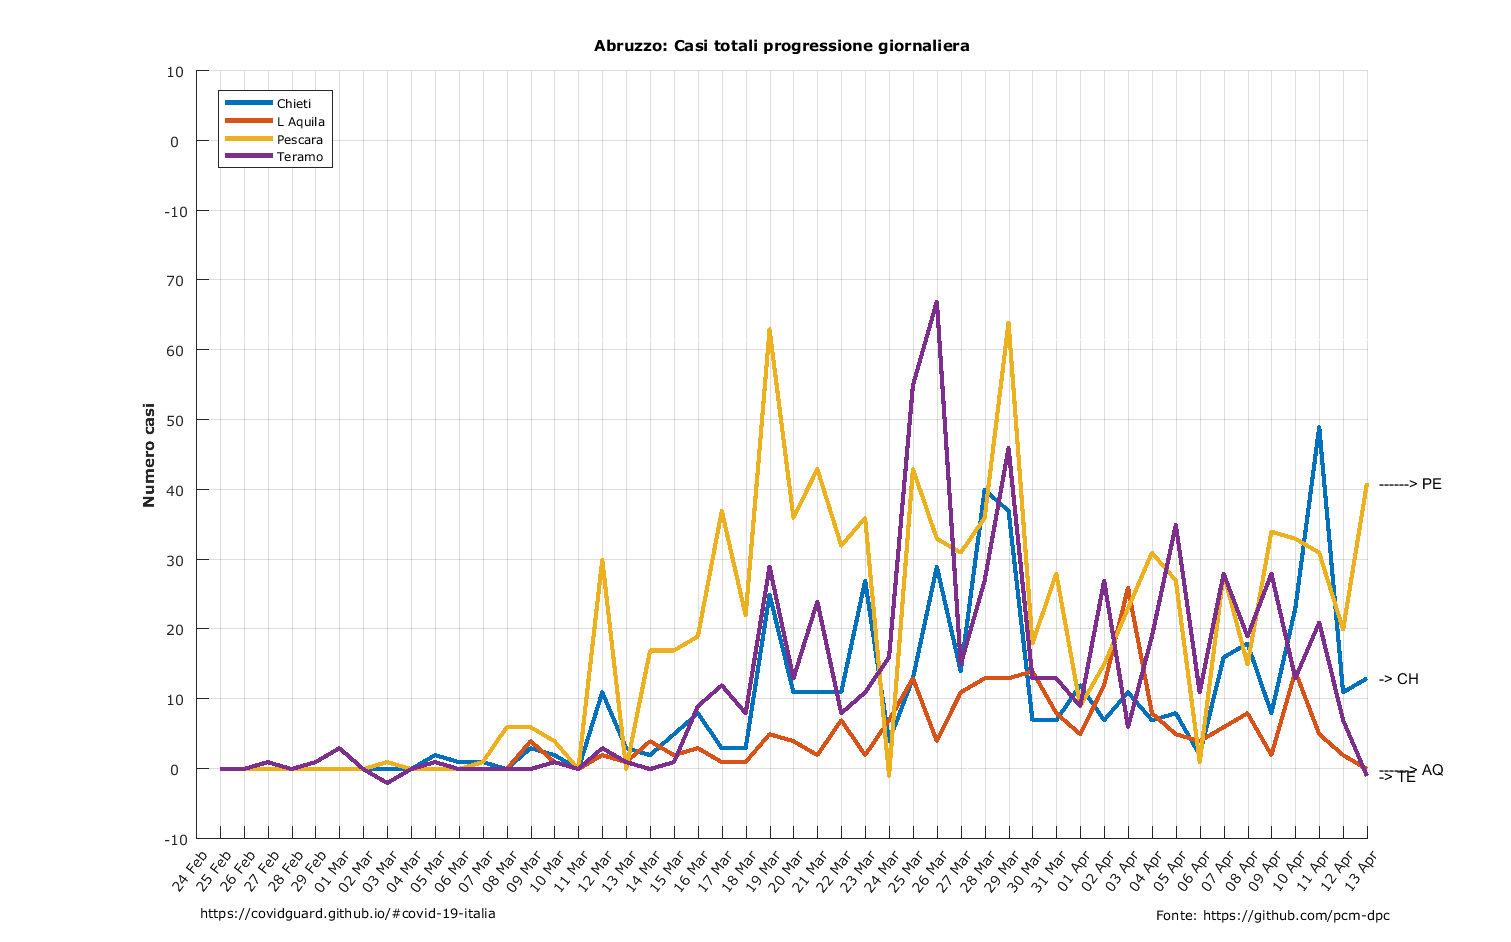 Abruzzo: Casi totali progressione giornaliera
10
0
-10
70
60
50
40
30
20
10
0
-10
Numero casi
Chieti
L Aquila
Pescara
Teramo
------> PE
-> CH
-----> AQ
-> TE
24 Feb
25 Feb
26 Feb
27 Feb
28 Feb
29 Feb
01 Mar
02 Mar
03 Mar
04 Mar
05 Mar
06 Mar
07 Mar
08 Mar
09 Mar
10 Mar
11 Mar
12 Mar
13 Mar
14 Mar
15 Mar
16 Mar
17 Mar
18 Mar
19 Mar
20 Mar
21 Mar
22 Mar
23 Mar
24 Mar
25 Mar
26 Mar
27 Mar
28 Mar
29 Mar
30 Mar
31 Mar
01 Apr
02 Apr
03 Apr
04 Apr
05 Apr
06 Apr
07 Apr
08 Apr
09 Apr
10 Apr
11 Apr
12 Apr
13 Apr
https://covidguard.github.io/#covid-19-italia
Fonte: https://github.com/pcm-dpc